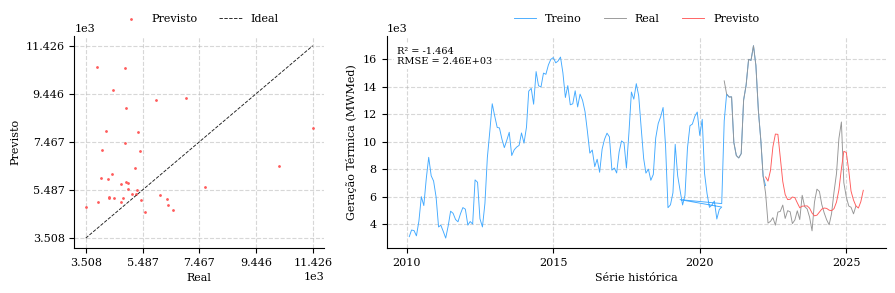 Previsto
Ideal
1e3
11.426
9.446
7.467
5.487
3.508
Previsto
3.508
5.487
7.467
9.446
11.426
1e3
Real
Treino
Real
Previsto
1e3
R² = -1.464
RMSE = 2.46E+03
16
14
12
10
8
6
4
Geração Térmica (MWMed)
2010
2015
2020
2025
Série histórica